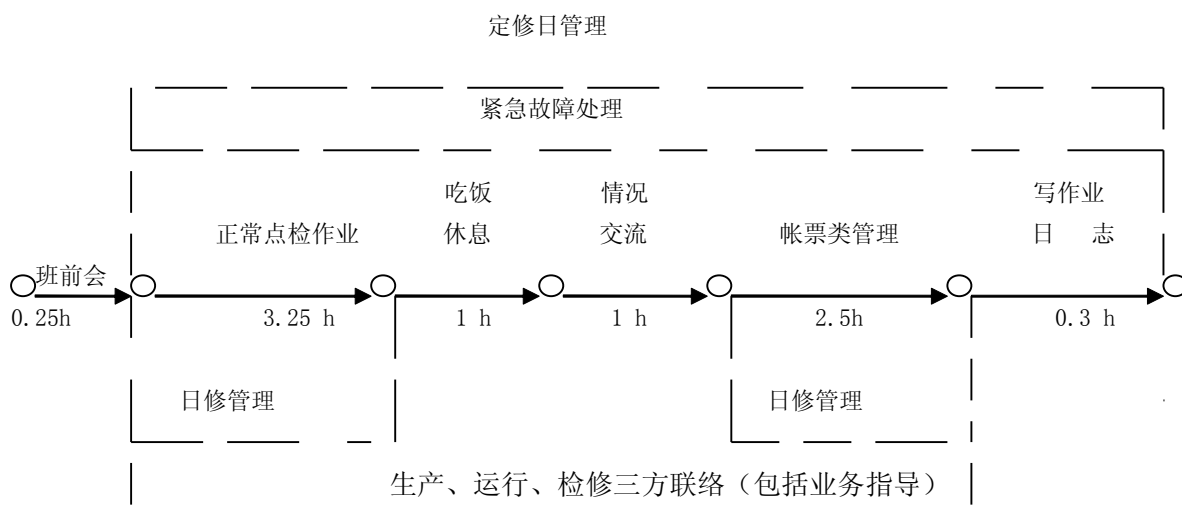 定修日管理
紧急故障处理
吃饭 情况 写作业
正常点检作业 休息 交流 帐票类管理 日 志
班前会
0.25h 3.25 h 1 h 1 h 2.5h 0.3 h
日修管理 日修管理
生产、运行、检修三方联络（包括业务指导）